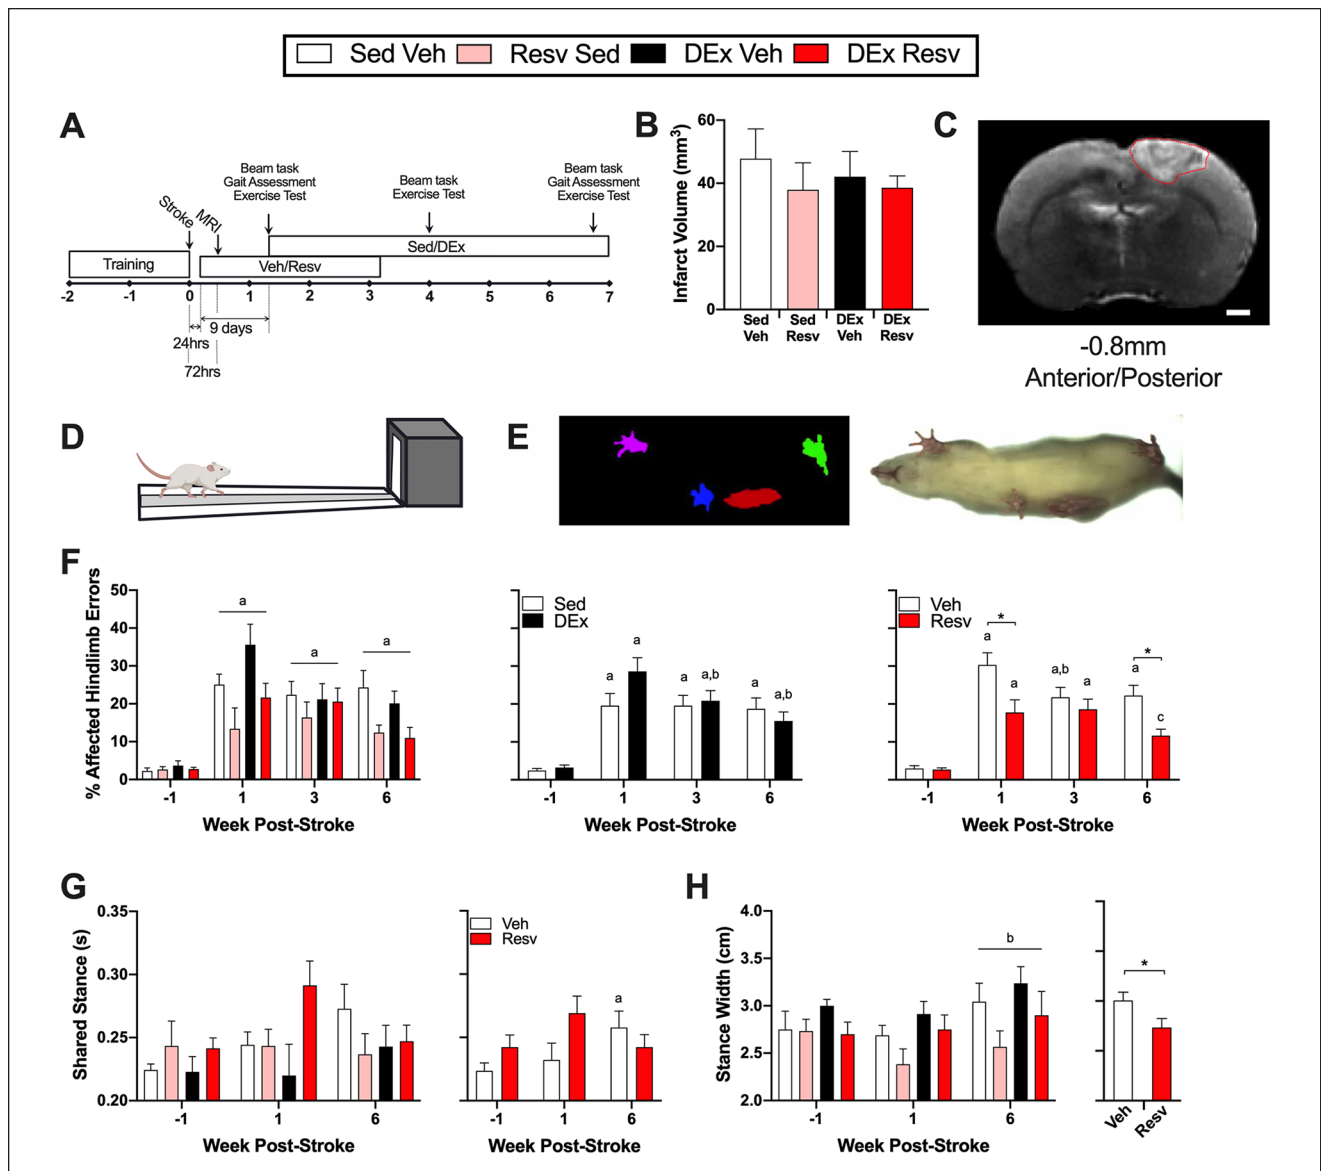 Sed Veh Resv Sed DEx Veh DEx Resv
A
Beam task
Gait Assessment
Exercise Test
Beam task
Exercise Test
Beam task
Gait Assessment
Exercise Test
Stroke
MRI
Sed/DEx
Training
Veh/Resv
-2 -1 0 1 2 3 4 5 6 7
9 days
24hrs
72hrs
B
Infarct Volume (mm³)
60
40
20
0
Sed Veh
Sed Resv
DEx Veh
DEx Resv
C
-0.8mm
Anterior/Posterior
D
E
F
% Affected Hindlimb Errors
50
40
30
20
10
0
a
a
a
-1 1 3 6
Week Post-Stroke
Sed
DEx
a a a a,b a a,b
-1 1 3 6
Week Post-Stroke
Veh
Resv
*
a a a,b a a
*
c
-1 1 3 6
Week Post-Stroke
G
Shared Stance (s)
0.35
0.30
0.25
0.20
-1 1 6
Week Post-Stroke
Veh
Resv
a
-1 1 6
Week Post-Stroke
H
Stance Width (cm)
4.0
3.5
3.0
2.5
2.0
b
-1 1 6
Week Post-Stroke
*
Veh
Resv